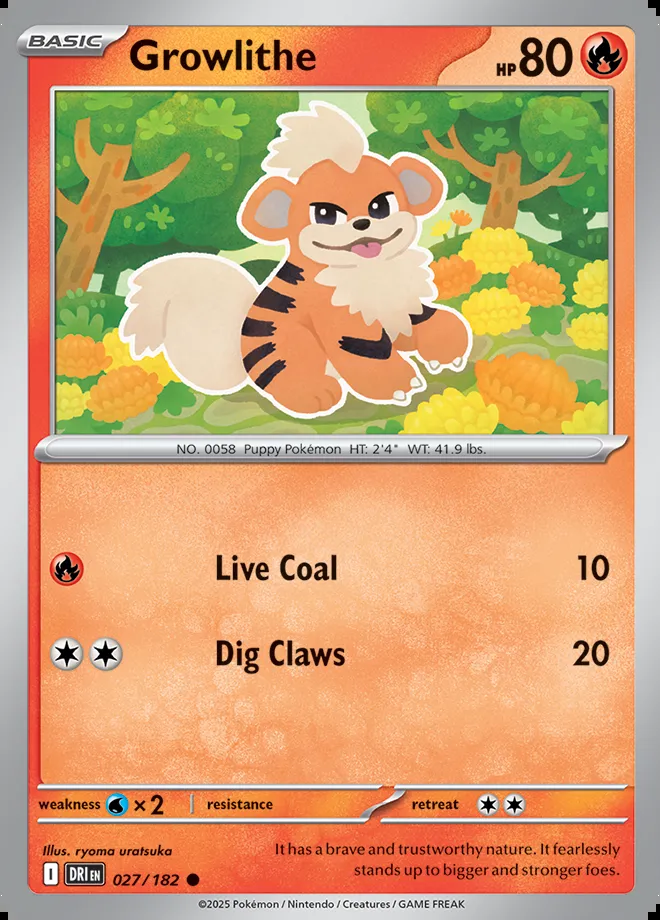 BASIC
Growlithe
HP 80
NO. 0058 Puppy Pokémon HT: 2'4" WT: 41.9 lbs.
Live Coal 10
Dig Claws 20
weakness ×2 resistance retreat
Illus. ryoma uratsuka
It has a brave and trustworthy nature. It fearlessly
stands up to bigger and stronger foes.
I DRI EN 027/182
©2025 Pokémon / Nintendo / Creatures / GAME FREAK